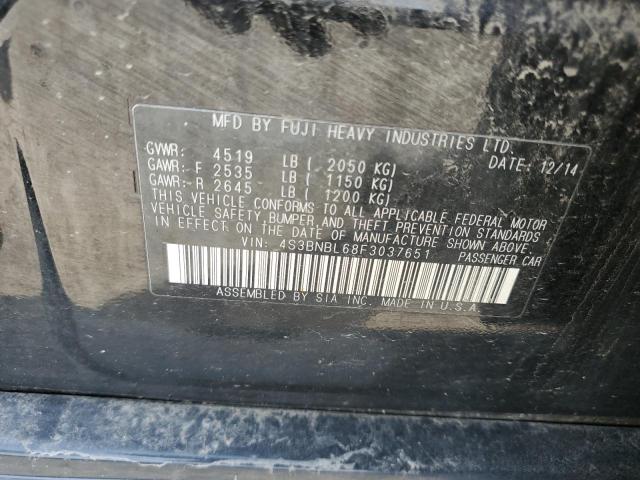 MFD BY FUJI HEAVY INDUSTRIES LTD.
GVWR: 4519 LB ( 2050 KG) DATE: 12/14
GAWR: F 2535 LB ( 1150 KG)
GAWR: R 2645 LB ( 1200 KG)
THIS VEHICLE CONFORMS TO ALL APPLICABLE FEDERAL MOTOR
VEHICLE SAFETY, BUMPER, AND THEFT PREVENTION STANDARDS
IN EFFECT ON THE DATE OF MANUFACTURE SHOWN ABOVE.
VIN: 4S3BNBL68F3037651 PASSENGER CAR
ASSEMBLED BY SIA INC. MADE IN U.S.A.